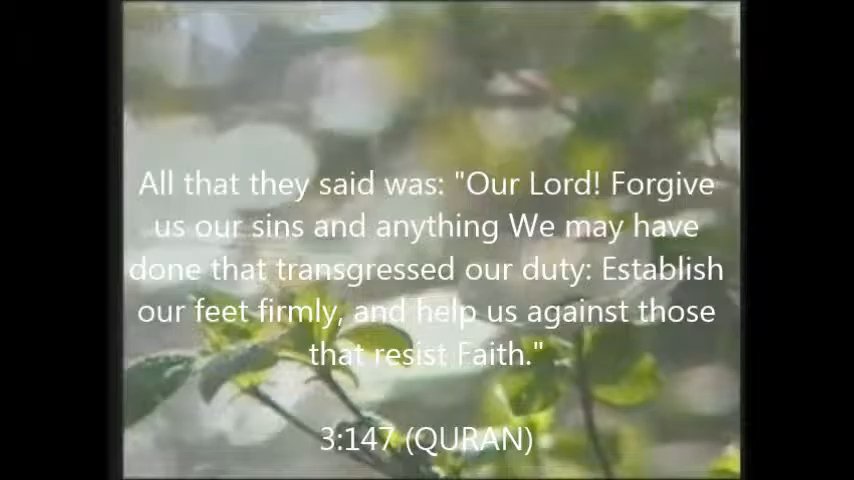 All that they said was: "Our Lord! Forgive
us our sins and anything We may have
done that transgressed our duty: Establish
our feet firmly, and help us against those
that resist Faith."
3:147 (QURAN)